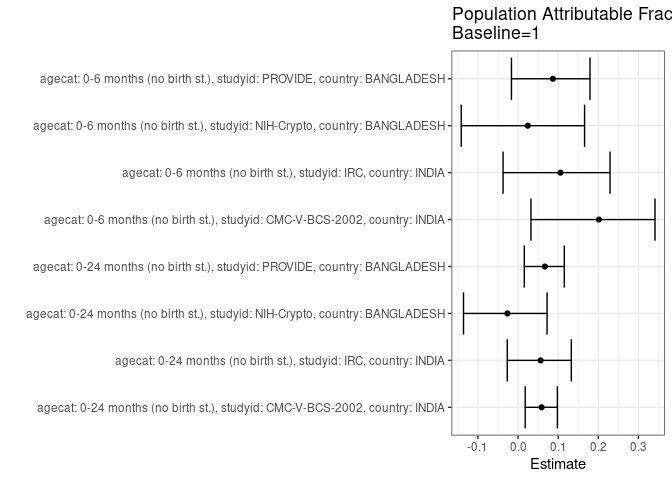 Population Attributable Frac
Baseline=1
agecat: 0-6 months (no birth st.), studyid: PROVIDE, country: BANGLADESH
agecat: 0-6 months (no birth st.), studyid: NIH-Crypto, country: BANGLADESH
agecat: 0-6 months (no birth st.), studyid: IRC, country: INDIA
agecat: 0-6 months (no birth st.), studyid: CMC-V-BCS-2002, country: INDIA
agecat: 0-24 months (no birth st.), studyid: PROVIDE, country: BANGLADESH
agecat: 0-24 months (no birth st.), studyid: NIH-Crypto, country: BANGLADESH
agecat: 0-24 months (no birth st.), studyid: IRC, country: INDIA
agecat: 0-24 months (no birth st.), studyid: CMC-V-BCS-2002, country: INDIA
-0.1 0.0 0.1 0.2 0.3
Estimate